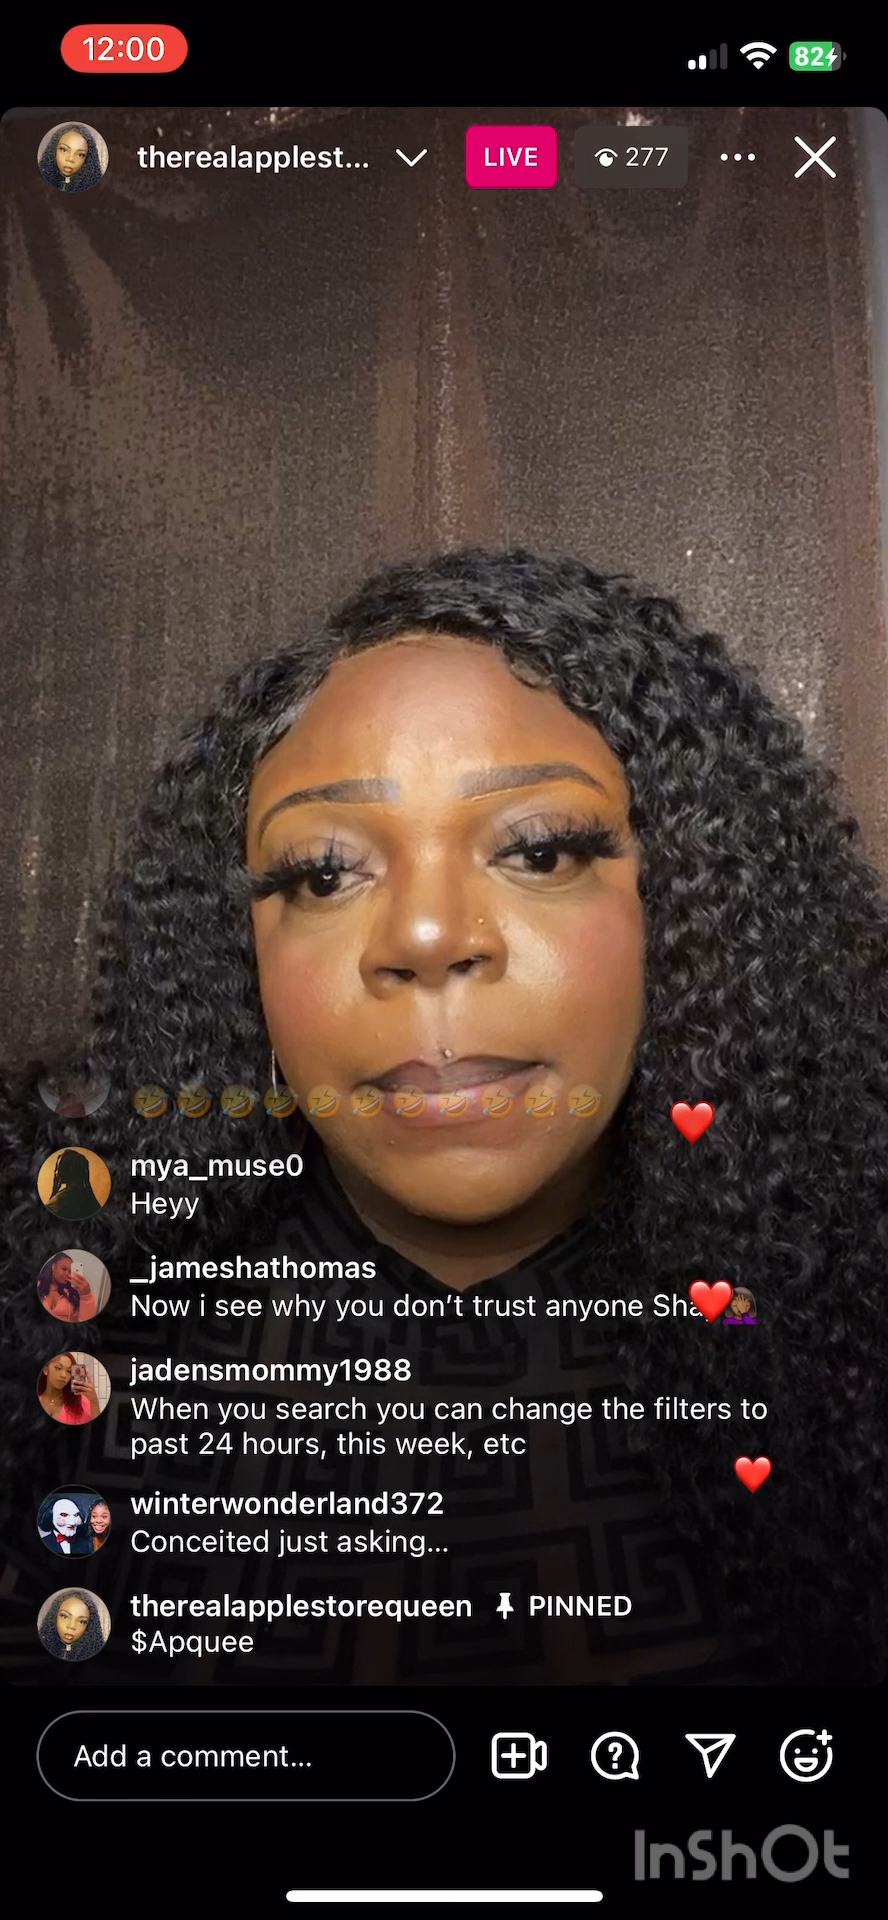 12:00
82
therealapplest...
LIVE
277
mya_muse0
Heyy
_jameshathomas
Now i see why you don’t trust anyone
jadensmommy1988
When you search you can change the filters to
past 24 hours, this week, etc
winterwonderland372
Conceited just asking...
therealapplestorequeen PINNED
$Apquee
Add a comment...
InShOt